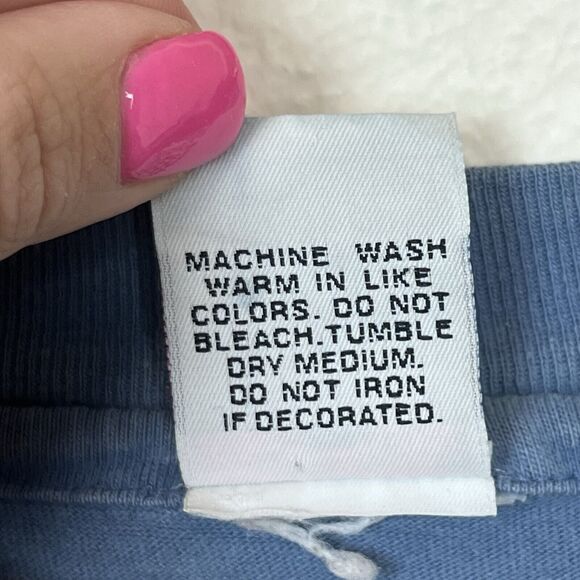 MACHINE WASH
WARM IN LIKE
COLORS. DO NOT
BLEACH.TUMBLE
DRY MEDIUM.
DO NOT IRON
IF DECORATED.